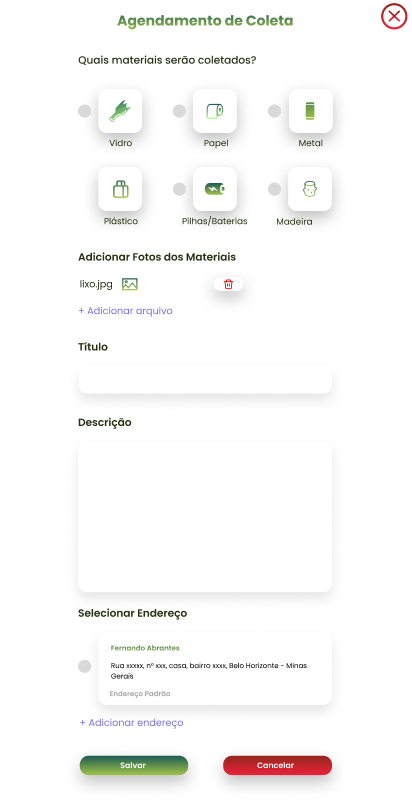 Agendamento de Coleta
Quais materiais serão coletados?
Vidro
Papel
Metal
Plástico
Pilhas/Baterias
Madeira
Adicionar Fotos dos Materiais
lixo.jpg
+ Adicionar arquivo
Título
Descrição
Selecionar Endereço
Fernando Abrantes
Rua xxxxx, nº xxx, casa, bairro xxxx, Belo Horizonte - Minas
Gerais
Endereço Padrão
+ Adicionar endereço
Salvar
Cancelar